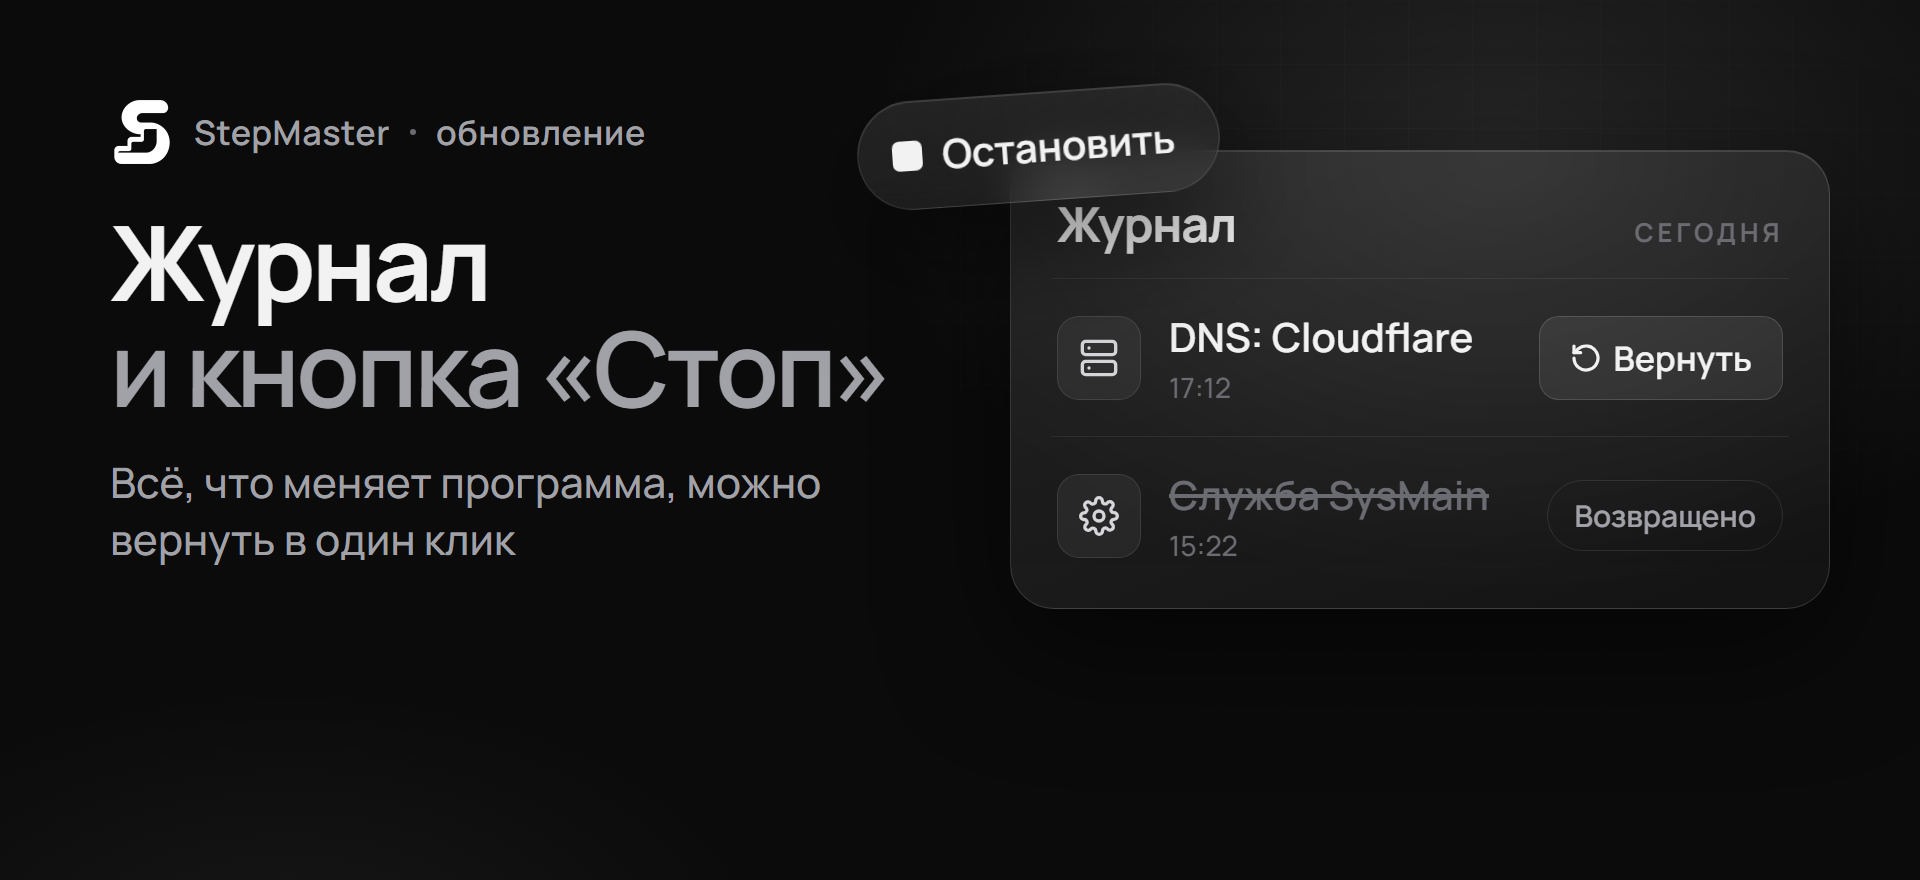 StepMaster · обновление
Журнал
и кнопка «Стоп»
Всё, что меняет программа, можно
вернуть в один клик
Остановить
Журнал
СЕГОДНЯ
DNS: Cloudflare
17:12
Вернуть
Служба SysMain
15:22
Возвращено